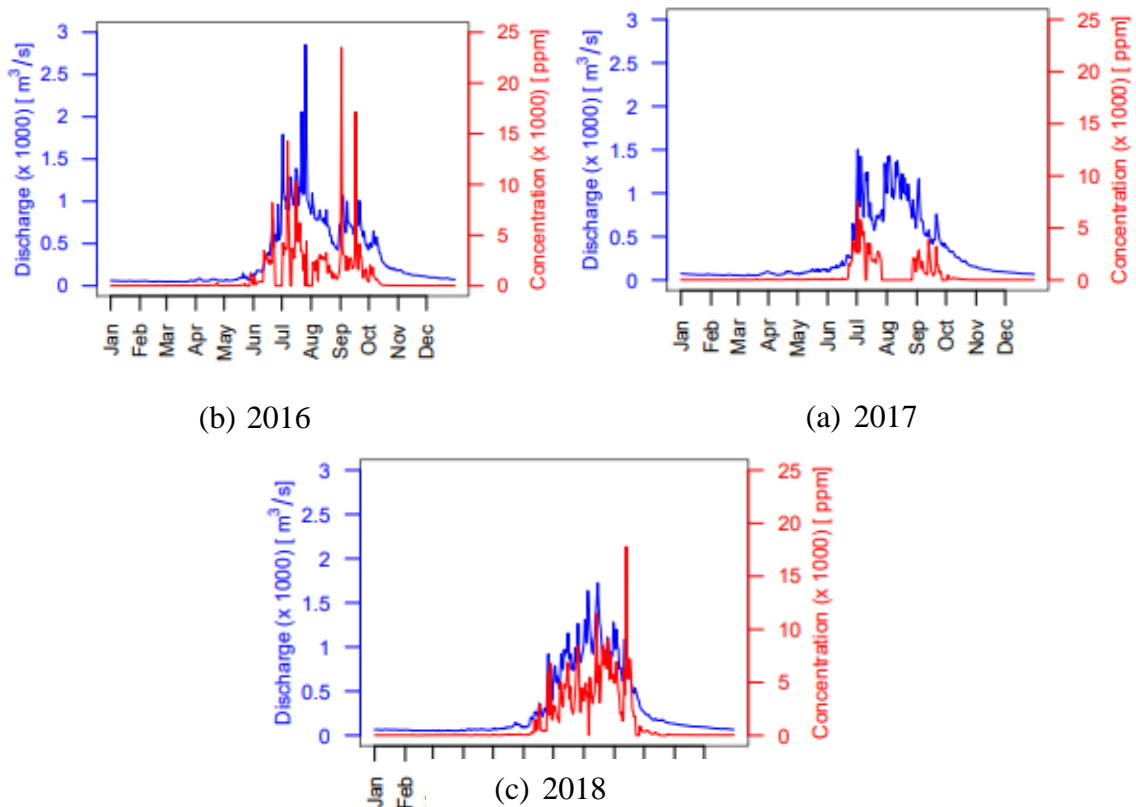 3
2.5
2
1.5
1
0.5
0
Discharge (x 1000) [ m³/s]
25
20
15
10
5
0
Concentration (x 1000) [ ppm]
Jan
Feb
Mar
Apr
May
Jun
Jul
Aug
Sep
Oct
Nov
Dec
(b) 2016
3
2.5
2
1.5
1
0.5
0
Discharge (x 1000) [ m³/s]
25
20
15
10
5
0
Concentration (x 1000) [ ppm]
Jan
Feb
Mar
Apr
May
Jun
Jul
Aug
Sep
Oct
Nov
Dec
(a) 2017
3
2.5
2
1.5
1
0.5
0
Discharge (x 1000) [ m³/s]
25
20
15
10
5
0
Concentration (x 1000) [ ppm]
Jan
Feb
(c) 2018